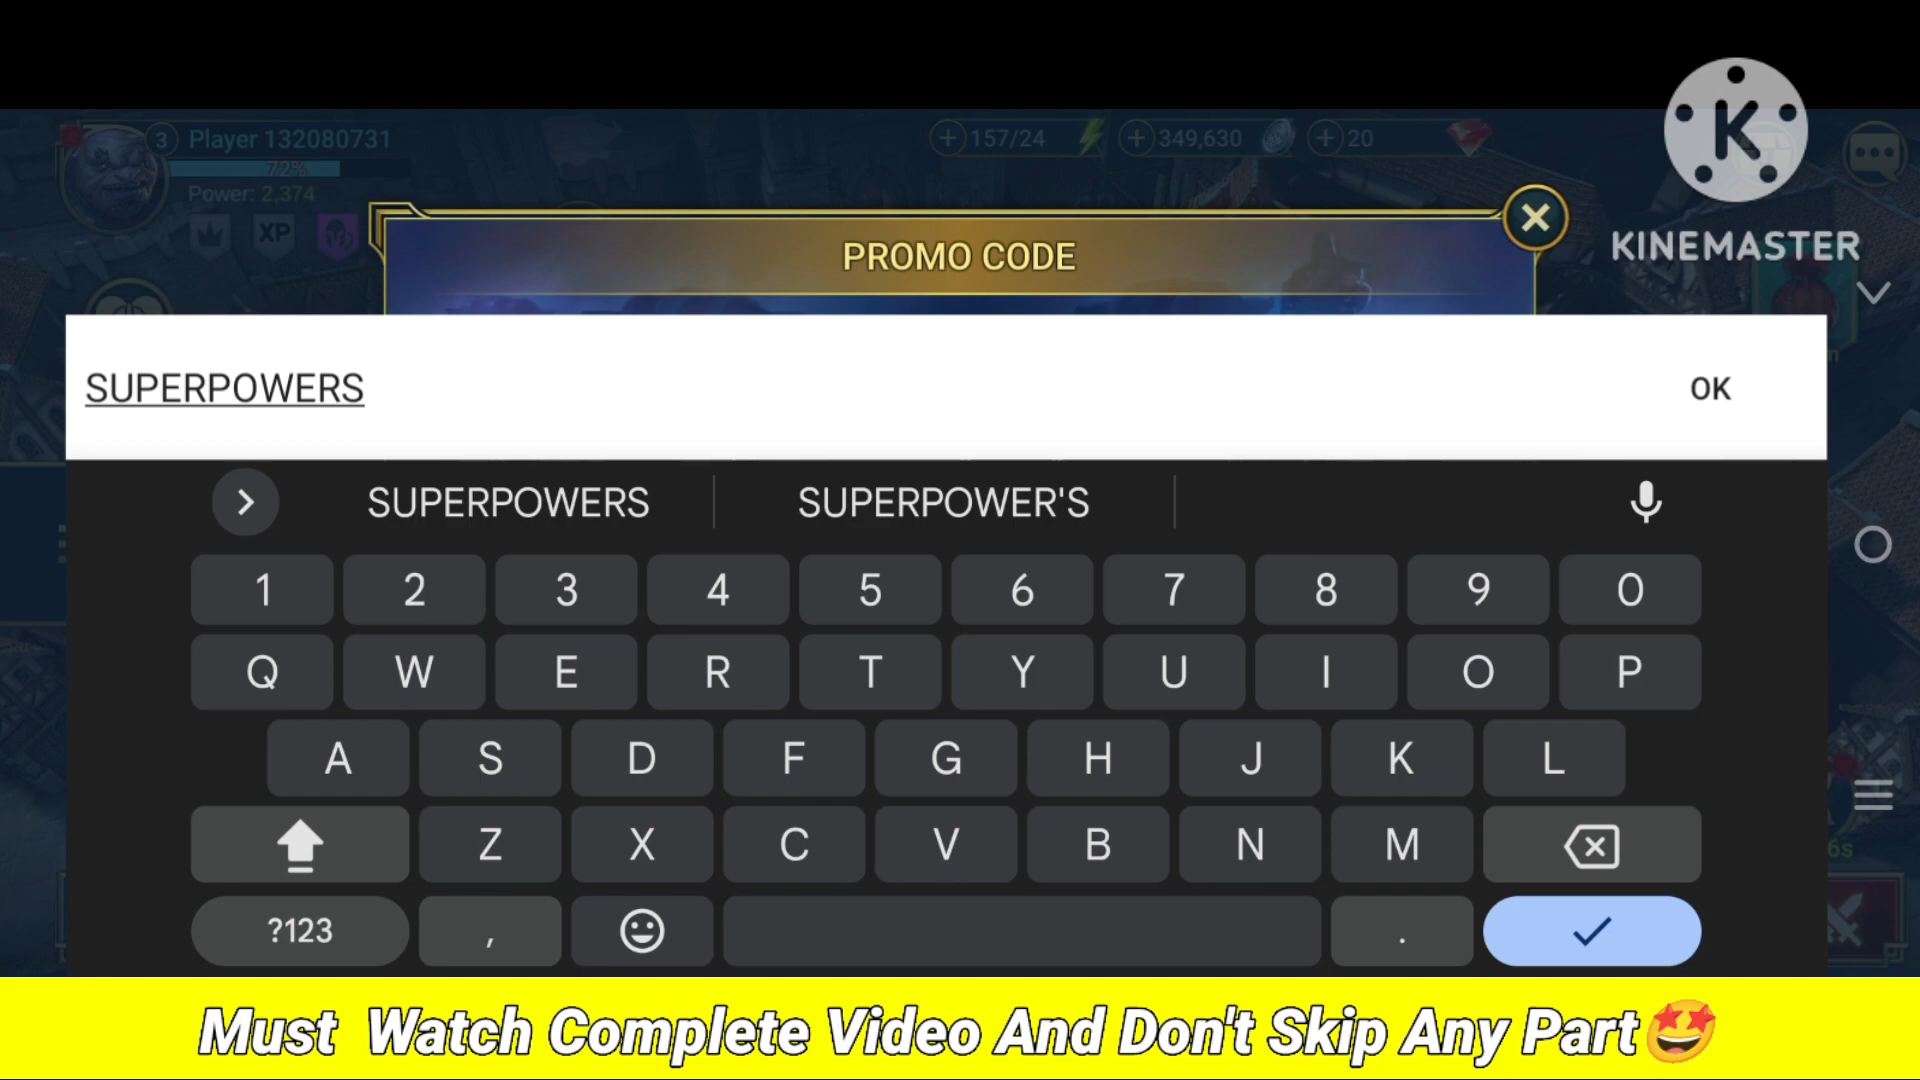 3 Player 132080731
157/24
349,630
20
72%
Power: 2,374
XP
K
KINEMASTER
PROMO CODE
SUPERPOWERS
OK
SUPERPOWERS SUPERPOWER'S
1 2 3 4 5 6 7 8 9 0
Q W E R T Y U I O P
A S D F G H J K L
Z X C V B N M
?123 , .
6s
Must Watch Complete Video And Don't Skip Any Part